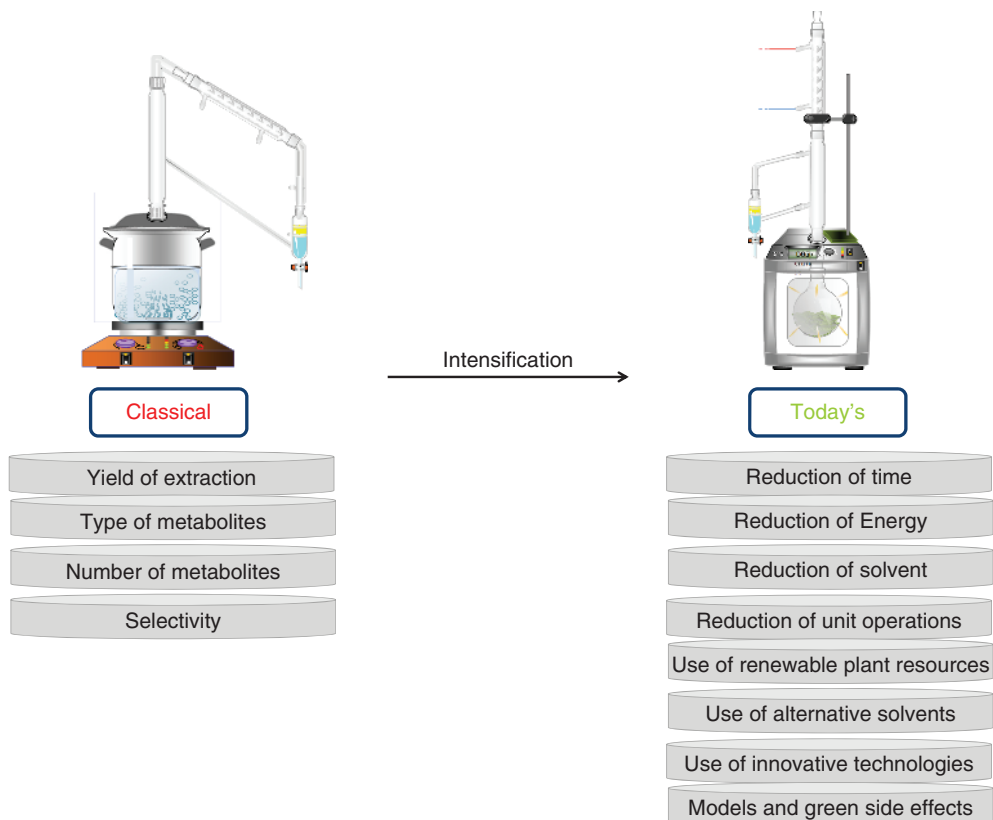 Intensification
Classical
Yield of extraction
Type of metabolites
Number of metabolites
Selectivity
Today's
Reduction of time
Reduction of Energy
Reduction of solvent
Reduction of unit operations
Use of renewable plant resources
Use of alternative solvents
Use of innovative technologies
Models and green side effects